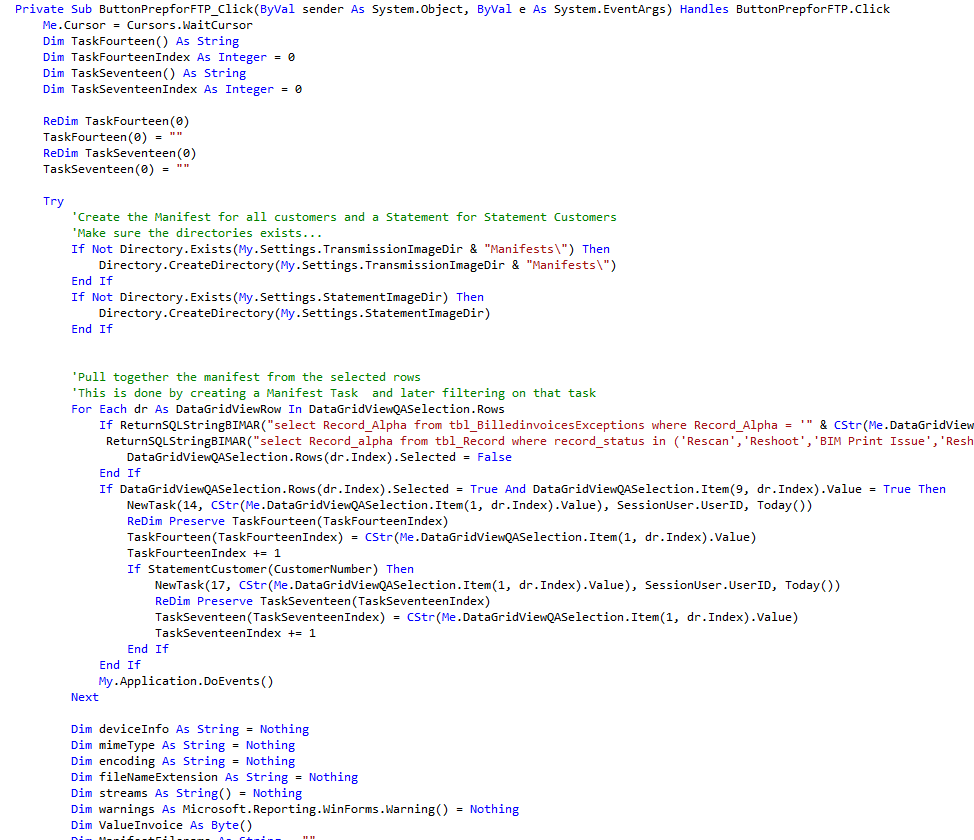 Private Sub ButtonPrepforFTP_Click(ByVal sender As System.Object, ByVal e As System.EventArgs) Handles ButtonPrepforFTP.Click
    Me.Cursor = Cursors.WaitCursor
    Dim TaskFourteen() As String
    Dim TaskFourteenIndex As Integer = 0
    Dim TaskSeventeen() As String
    Dim TaskSeventeenIndex As Integer = 0

    ReDim TaskFourteen(0)
    TaskFourteen(0) = ""
    ReDim TaskSeventeen(0)
    TaskSeventeen(0) = ""

    Try
        'Create the Manifest for all customers and a Statement for Statement Customers
        'Make sure the directories exists...
        If Not Directory.Exists(My.Settings.TransmissionImageDir & "Manifests\") Then
            Directory.CreateDirectory(My.Settings.TransmissionImageDir & "Manifests\")
        End If
        If Not Directory.Exists(My.Settings.StatementImageDir) Then
            Directory.CreateDirectory(My.Settings.StatementImageDir)
        End If


        'Pull together the manifest from the selected rows
        'This is done by creating a Manifest Task  and later filtering on that task
        For Each dr As DataGridViewRow In DataGridViewQASelection.Rows
            If ReturnSQLStringBIMAR("select Record_Alpha from tbl_BilledinvoicesExceptions where Record_Alpha = '" & CStr(Me.DataGridView
             ReturnSQLStringBIMAR("select Record_alpha from tbl_Record where record_status in ('Rescan','Reshoot','BIM Print Issue','Resh
                DataGridViewQASelection.Rows(dr.Index).Selected = False
            End If
            If DataGridViewQASelection.Rows(dr.Index).Selected = True And DataGridViewQASelection.Item(9, dr.Index).Value = True Then
                NewTask(14, CStr(Me.DataGridViewQASelection.Item(1, dr.Index).Value), SessionUser.UserID, Today())
                ReDim Preserve TaskFourteen(TaskFourteenIndex)
                TaskFourteen(TaskFourteenIndex) = CStr(Me.DataGridViewQASelection.Item(1, dr.Index).Value)
                TaskFourteenIndex += 1
                If StatementCustomer(CustomerNumber) Then
                    NewTask(17, CStr(Me.DataGridViewQASelection.Item(1, dr.Index).Value), SessionUser.UserID, Today())
                    ReDim Preserve TaskSeventeen(TaskSeventeenIndex)
                    TaskSeventeen(TaskSeventeenIndex) = CStr(Me.DataGridViewQASelection.Item(1, dr.Index).Value)
                    TaskSeventeenIndex += 1
                End If
            End If
            My.Application.DoEvents()
        Next

        Dim deviceInfo As String = Nothing
        Dim mimeType As String = Nothing
        Dim encoding As String = Nothing
        Dim fileNameExtension As String = Nothing
        Dim streams As String() = Nothing
        Dim warnings As Microsoft.Reporting.WinForms.Warning() = Nothing
        Dim ValueInvoice As Byte()
        Dim ManifestFilename As String = ""